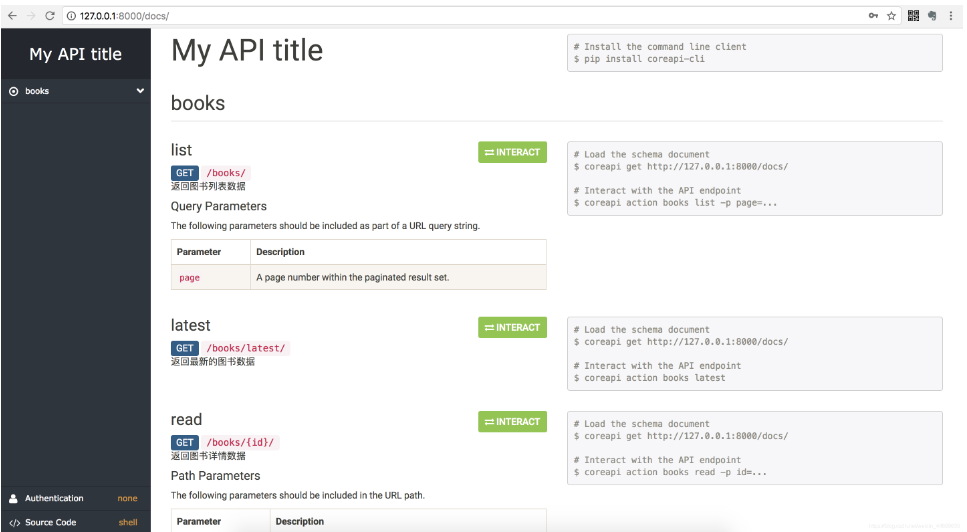 127.0.0.1:8000/docs/
My API title
books
Authentication none
Source Code shell
My API title
# Install the command line client
$ pip install coreapi-cli
books
list
INTERACT
GET /books/
返回图书列表数据
Query Parameters
The following parameters should be included as part of a URL query string.
Parameter Description
page A page number within the paginated result set.
# Load the schema document
$ coreapi get http://127.0.0.1:8000/docs/
# Interact with the API endpoint
$ coreapi action books list -p page=...
latest
INTERACT
GET /books/latest/
返回最新的图书数据
# Load the schema document
$ coreapi get http://127.0.0.1:8000/docs/
# Interact with the API endpoint
$ coreapi action books latest
read
INTERACT
GET /books/{id}/
返回图书详情数据
Path Parameters
The following parameters should be included in the URL path.
Parameter Description
# Load the schema document
$ coreapi get http://127.0.0.1:8000/docs/
# Interact with the API endpoint
$ coreapi action books read -p id=...